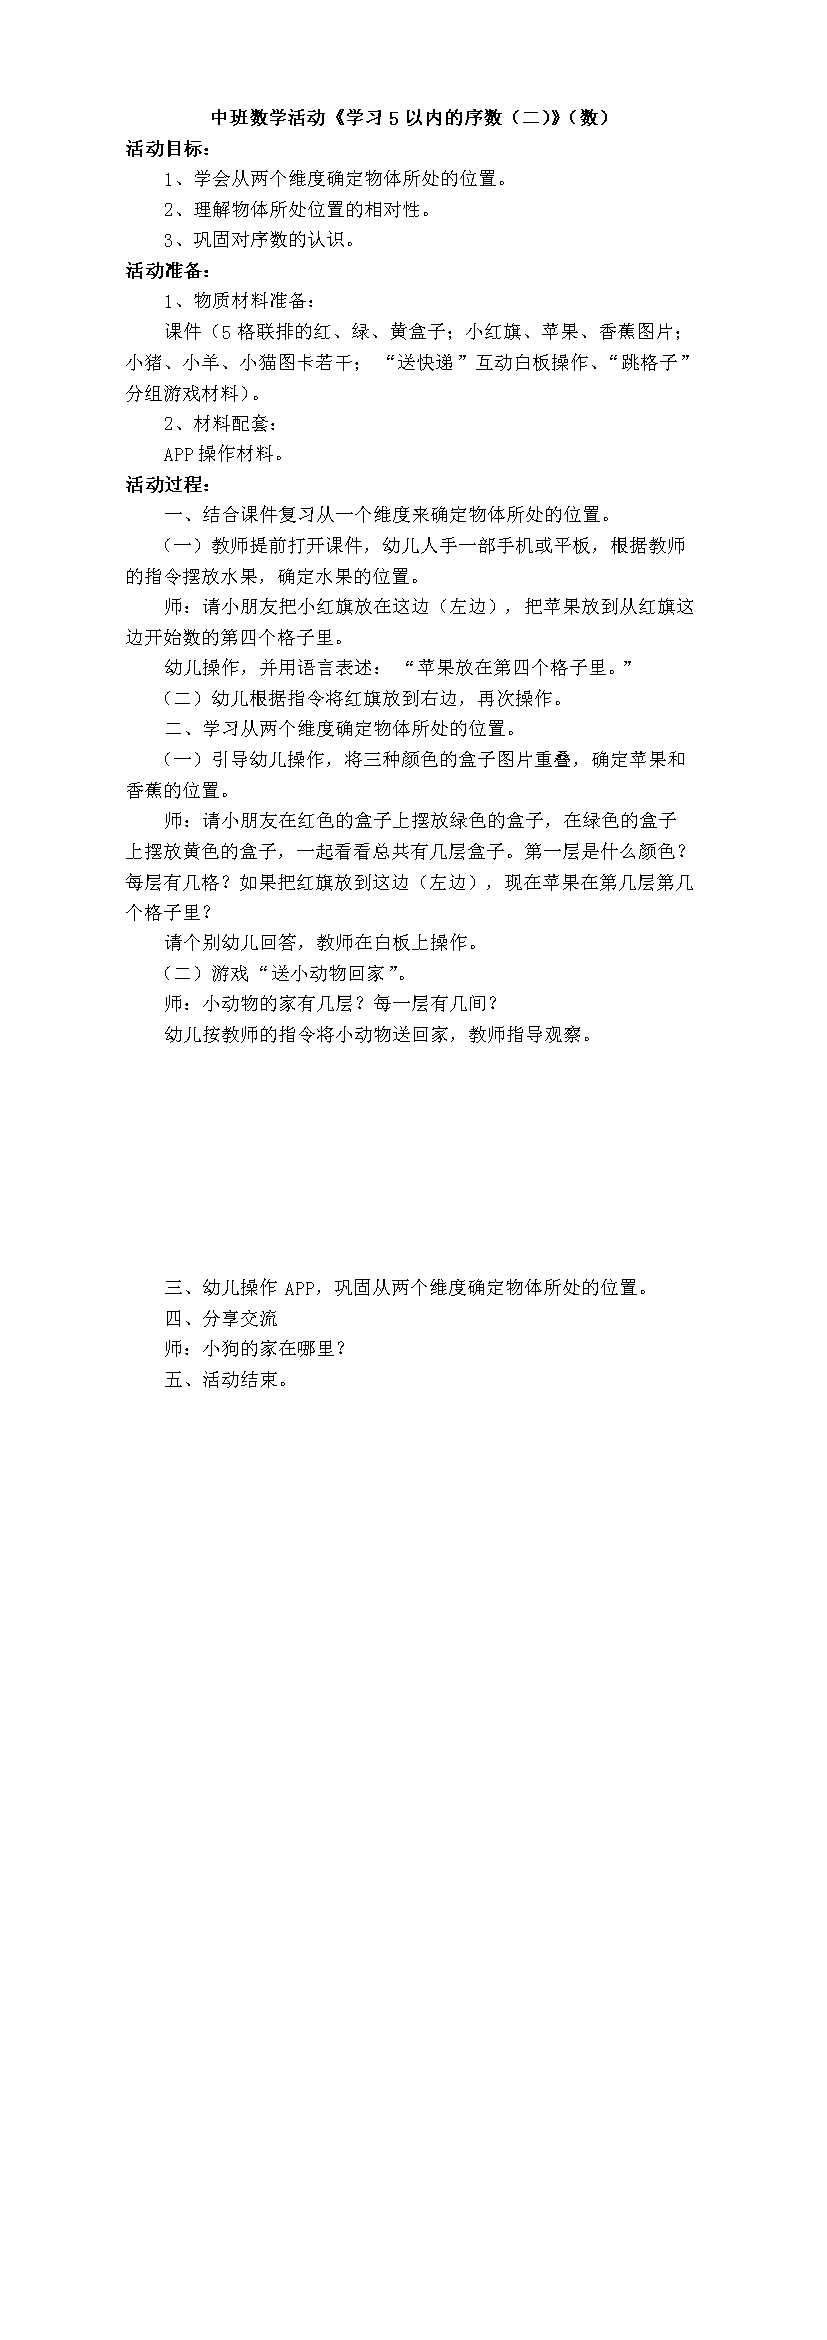 中班数学活动《学习5以内的序数（二）》（数）
活动目标：
1、学会从两个维度确定物体所处的位置。
2、理解物体所处位置的相对性。
3、巩固对序数的认识。
活动准备：
1、物质材料准备：
课件（5格联排的红、绿、黄盒子；小红旗、苹果、香蕉图片；
小猪、小羊、小猫图卡若干； “送快递”互动白板操作、“跳格子”
分组游戏材料）。
2、材料配套：
APP操作材料。
活动过程：
一、结合课件复习从一个维度来确定物体所处的位置。
（一）教师提前打开课件，幼儿人手一部手机或平板，根据教师
的指令摆放水果，确定水果的位置。
师：请小朋友把小红旗放在这边（左边），把苹果放到从红旗这
边开始数的第四个格子里。
幼儿操作，并用语言表述： “苹果放在第四个格子里。”
（二）幼儿根据指令将红旗放到右边，再次操作。
二、学习从两个维度确定物体所处的位置。
（一）引导幼儿操作，将三种颜色的盒子图片重叠，确定苹果和
香蕉的位置。
师：请小朋友在红色的盒子上摆放绿色的盒子，在绿色的盒子
上摆放黄色的盒子，一起看看总共有几层盒子。第一层是什么颜色？
每层有几格？如果把红旗放到这边（左边），现在苹果在第几层第几
个格子里？
请个别幼儿回答，教师在白板上操作。
（二）游戏“送小动物回家”。
师：小动物的家有几层？每一层有几间？
幼儿按教师的指令将小动物送回家，教师指导观察。
三、幼儿操作 APP，巩固从两个维度确定物体所处的位置。
四、分享交流
师：小狗的家在哪里？
五、活动结束。